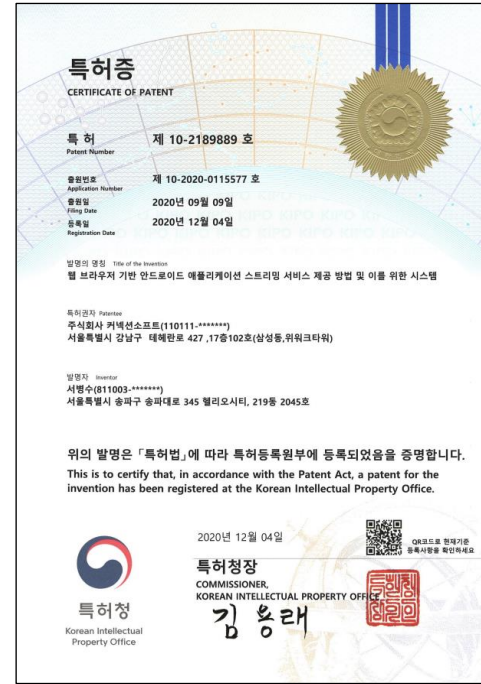 특허증
CERTIFICATE OF PATENT
특 허 제 10-2189889 호
Patent Number
출원번호 제 10-2020-0115577 호
Application Number
출원일 2020년 09월 09일
Filing Date
등록일 2020년 12월 04일
Registration Date
발명의 명칭 Title of the Invention
웹 브라우저 기반 안드로이드 애플리케이션 스트리밍 서비스 제공 방법 및 이를 위한 시스템
특허권자 Patentee
주식회사 커넥션소프트(110111-*******)
서울특별시 강남구 테헤란로 427 ,17층102호(삼성동,위워크타워)
발명자 Inventor
서병수(811003-*******)
서울특별시 송파구 송파대로 345 헬리오시티, 219동 2045호
위의 발명은 「특허법」에 따라 특허등록원부에 등록되었음을 증명합니다.
This is to certify that, in accordance with the Patent Act, a patent for the
invention has been registered at the Korean Intellectual Property Office.
2020년 12월 04일
QR코드로 현재기준
등록사항을 확인하세요
특허청장
COMMISSIONER,
KOREAN INTELLECTUAL PROPERTY OFFICE
김용래
특허청
Korean Intellectual
Property Office